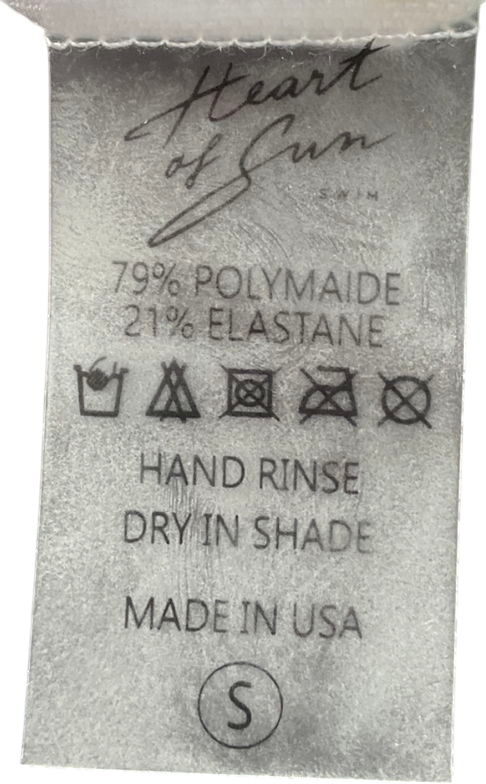 Heart
of Sun
SWIM
79% POLYMAIDE
21% ELASTANE
HAND RINSE
DRY IN SHADE
MADE IN USA
S